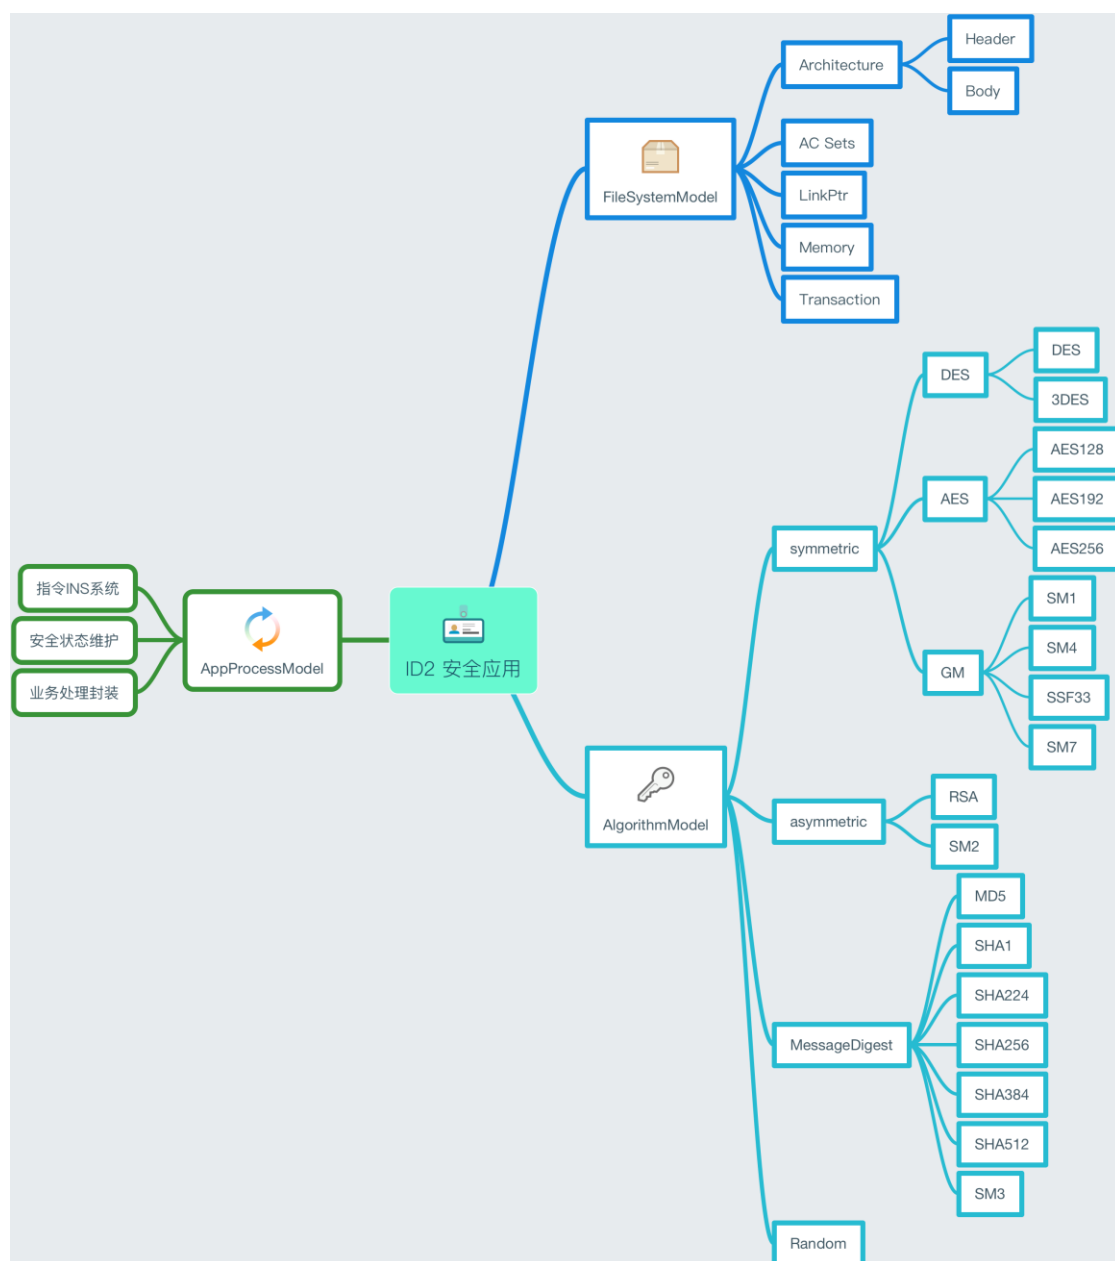 Header
Architecture
Body
AC Sets
FileSystemModel
LinkPtr
Memory
Transaction
DES
DES
3DES
AES128
AES
AES192
AES256
symmetric
SM1
SM4
GM
SSF33
SM7
指令INS系统
安全状态维护
业务处理封装
AppProcessModel
ID2 安全应用
AlgorithmModel
RSA
asymmetric
SM2
MD5
SHA1
SHA224
MessageDigest
SHA256
SHA384
SHA512
SM3
Random